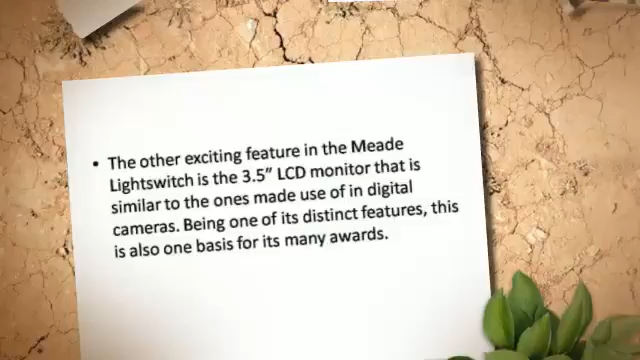 • The other exciting feature in the Meade
Lightswitch is the 3.5” LCD monitor that is
similar to the ones made use of in digital
cameras. Being one of its distinct features, this
is also one basis for its many awards.